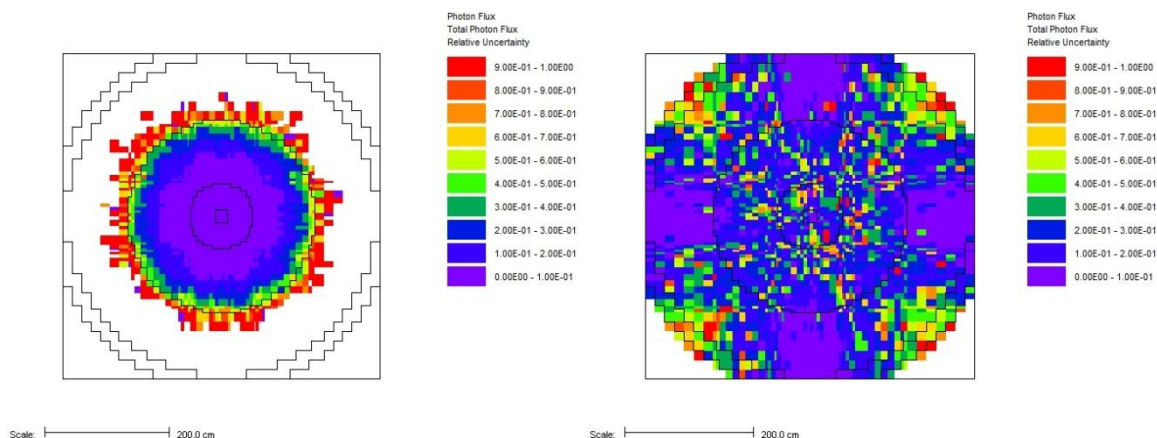 Photon Flux
Total Photon Flux
Relative Uncertainty
9.00E-01 - 1.00E00
8.00E-01 - 9.00E-01
7.00E-01 - 8.00E-01
6.00E-01 - 7.00E-01
5.00E-01 - 6.00E-01
4.00E-01 - 5.00E-01
3.00E-01 - 4.00E-01
2.00E-01 - 3.00E-01
1.00E-01 - 2.00E-01
0.00E00 - 1.00E-01
Scale:
200.0 cm
Photon Flux
Total Photon Flux
Relative Uncertainty
9.00E-01 - 1.00E00
8.00E-01 - 9.00E-01
7.00E-01 - 8.00E-01
6.00E-01 - 7.00E-01
5.00E-01 - 6.00E-01
4.00E-01 - 5.00E-01
3.00E-01 - 4.00E-01
2.00E-01 - 3.00E-01
1.00E-01 - 2.00E-01
0.00E00 - 1.00E-01
Scale:
200.0 cm